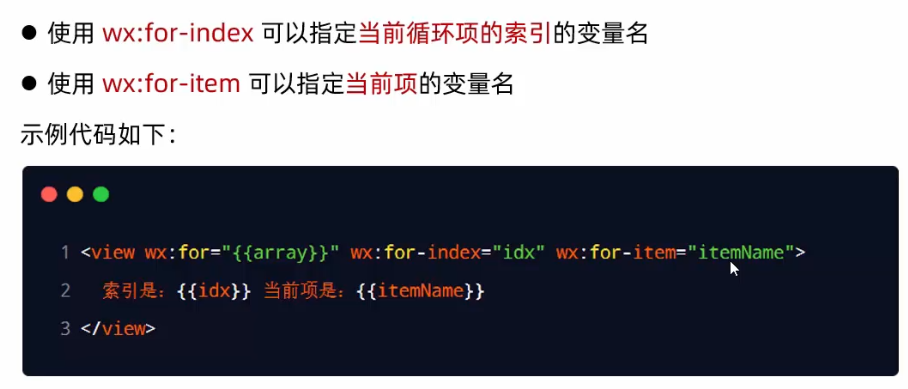 ● 使用 wx:for-index 可以指定当前循环项的索引的变量名
● 使用 wx:for-item 可以指定当前项的变量名
示例代码如下：
1 <view wx:for="{{array}}" wx:for-index="idx" wx:for-item="itemName">
2   索引是：{{idx}} 当前项是：{{itemName}}
3 </view>